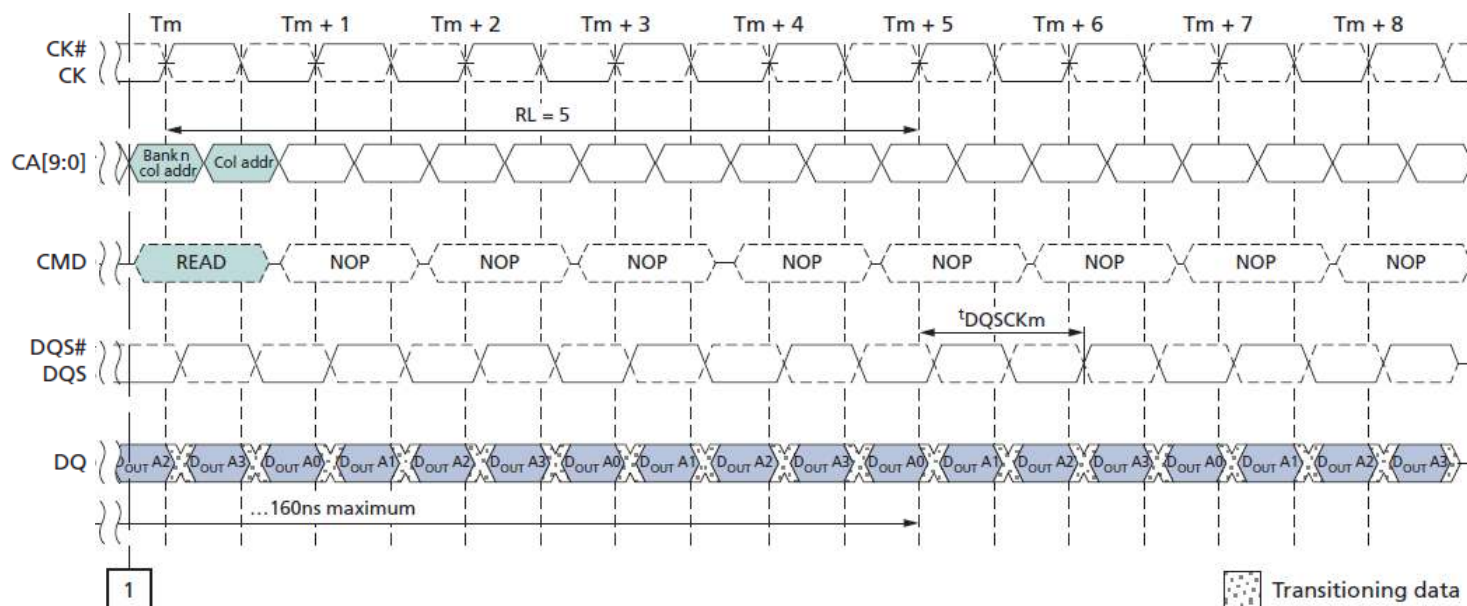 Tm Tm + 1 Tm + 2 Tm + 3 Tm + 4 Tm + 5 Tm + 6 Tm + 7 Tm + 8
CK#
CK
RL = 5
CA[9:0] Bank n col addr Col addr
CMD READ NOP NOP NOP NOP NOP NOP NOP NOP
tDQSCKm
DQS#
DQS
DQ DOUT A2 DOUT A3 DOUT A0 DOUT A1 DOUT A2 DOUT A3 DOUT A0 DOUT A1 DOUT A2 DOUT A3 DOUT A0 DOUT A1 DOUT A2 DOUT A3 DOUT A0 DOUT A1 DOUT A2 DOUT A3
...160ns maximum
1
Transitioning data